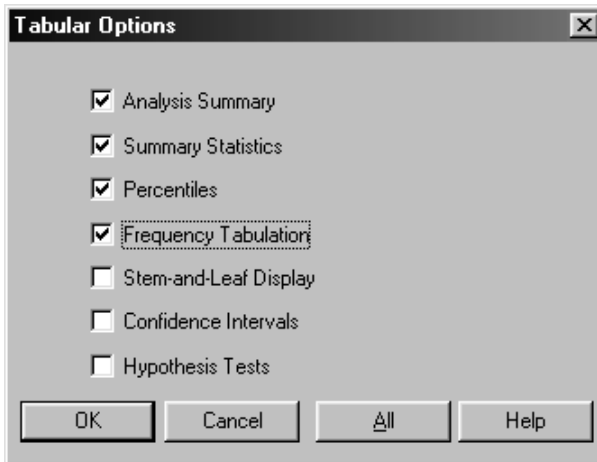 Tabular Options
Analysis Summary
Summary Statistics
Percentiles
Frequency Tabulation
Stem-and-Leaf Display
Confidence Intervals
Hypothesis Tests
OK Cancel All Help